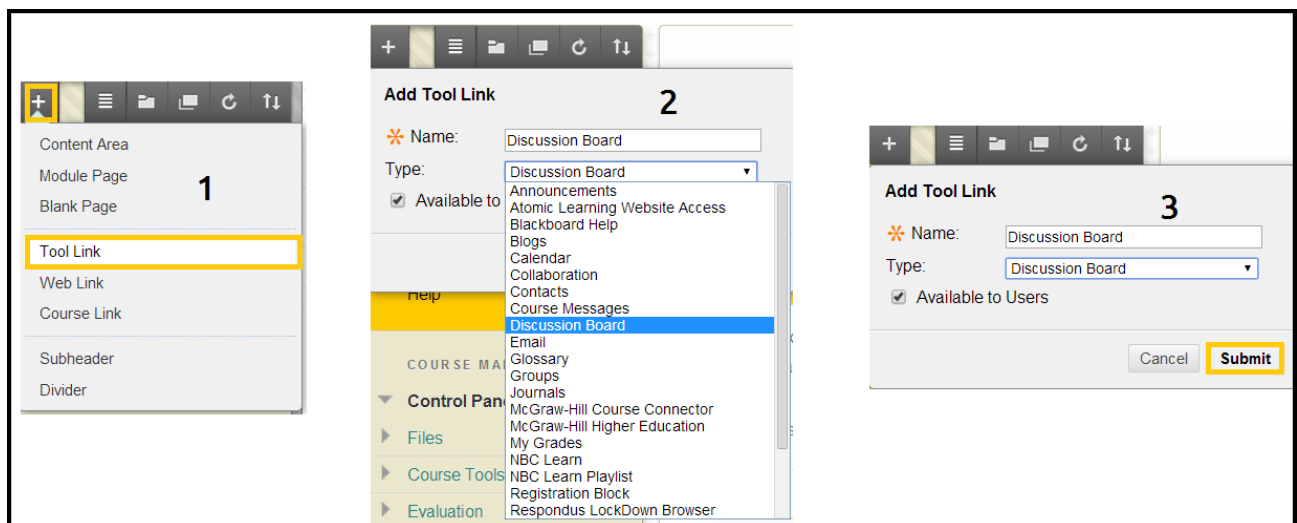 Content Area
Module Page
1
Blank Page
Tool Link
Web Link
Course Link
Subheader
Divider
Add Tool Link
2
Name: Discussion Board
Type: Discussion Board
Available to
Announcements
Atomic Learning Website Access
Blackboard Help
Blogs
Calendar
Collaboration
Contacts
Course Messages
Discussion Board
Email
Glossary
Groups
Journals
McGraw-Hill Course Connector
McGraw-Hill Higher Education
My Grades
NBC Learn
NBC Learn Playlist
Registration Block
Respondus LockDown Browser
Help
COURSE MA
Control Pan
Files
Course Tools
Evaluation
Add Tool Link
3
Name: Discussion Board
Type: Discussion Board
Available to Users
Cancel Submit